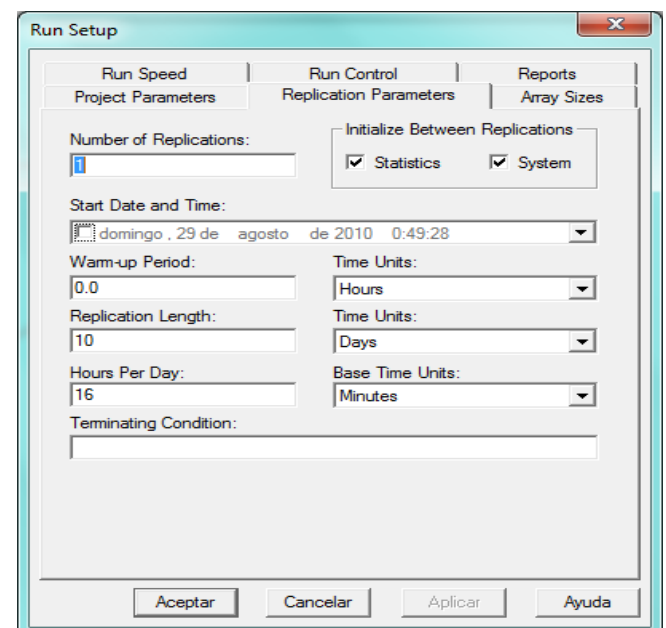 Run Setup
Run Speed Run Control Reports
Project Parameters Replication Parameters Array Sizes
Number of Replications: Initialize Between Replications
1 Statistics System
Start Date and Time:
domingo , 29 de agosto de 2010 0:49:28
Warm-up Period: Time Units:
0.0 Hours
Replication Length: Time Units:
10 Days
Hours Per Day: Base Time Units:
16 Minutes
Terminating Condition:
Aceptar Cancelar Aplicar Ayuda